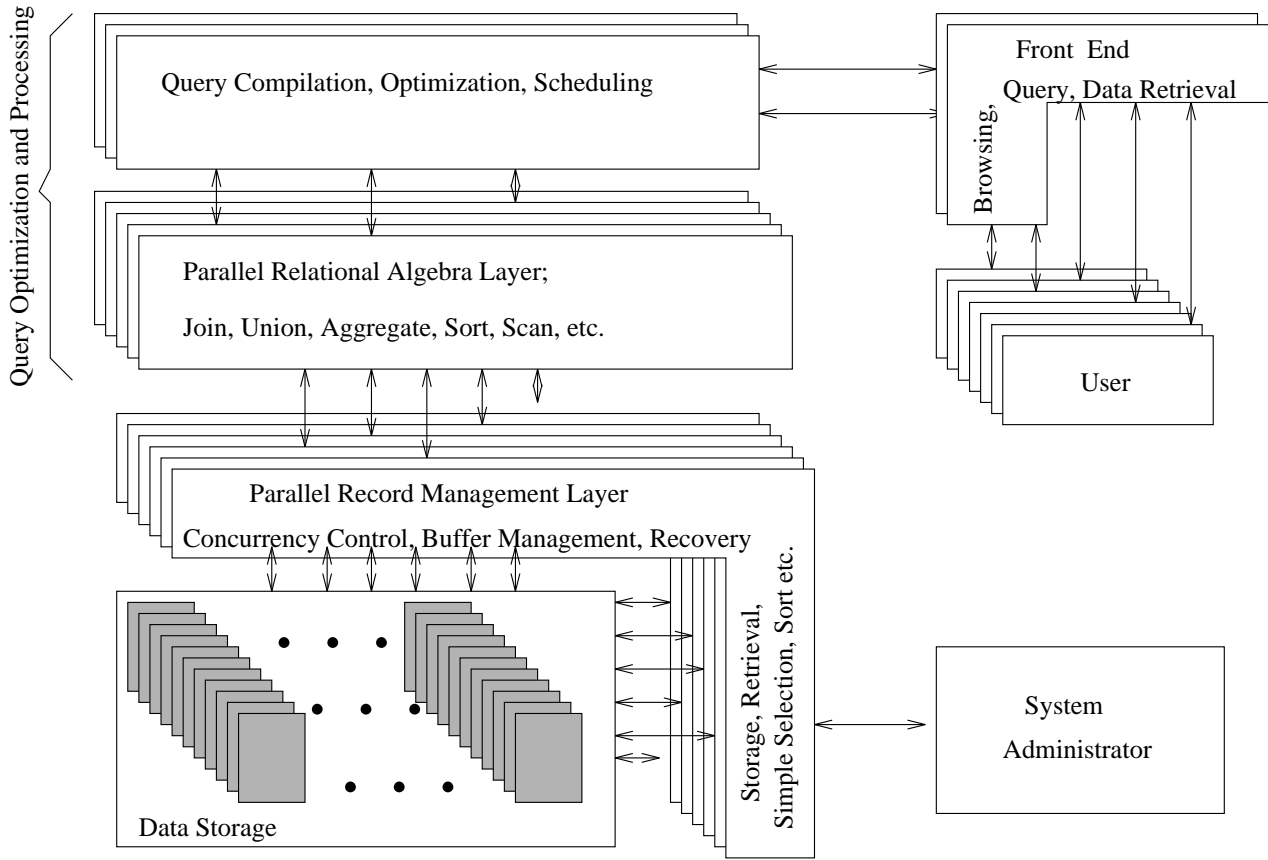 Query Optimization and Processing
Query Compilation, Optimization, Scheduling
Front End
Query, Data Retrieval
Browsing,
Parallel Relational Algebra Layer;
Join, Union, Aggregate, Sort, Scan, etc.
User
Parallel Record Management Layer
Concurrency Control, Buffer Management, Recovery
Storage, Retrieval,
Simple Selection, Sort etc.
Data Storage
System
Administrator